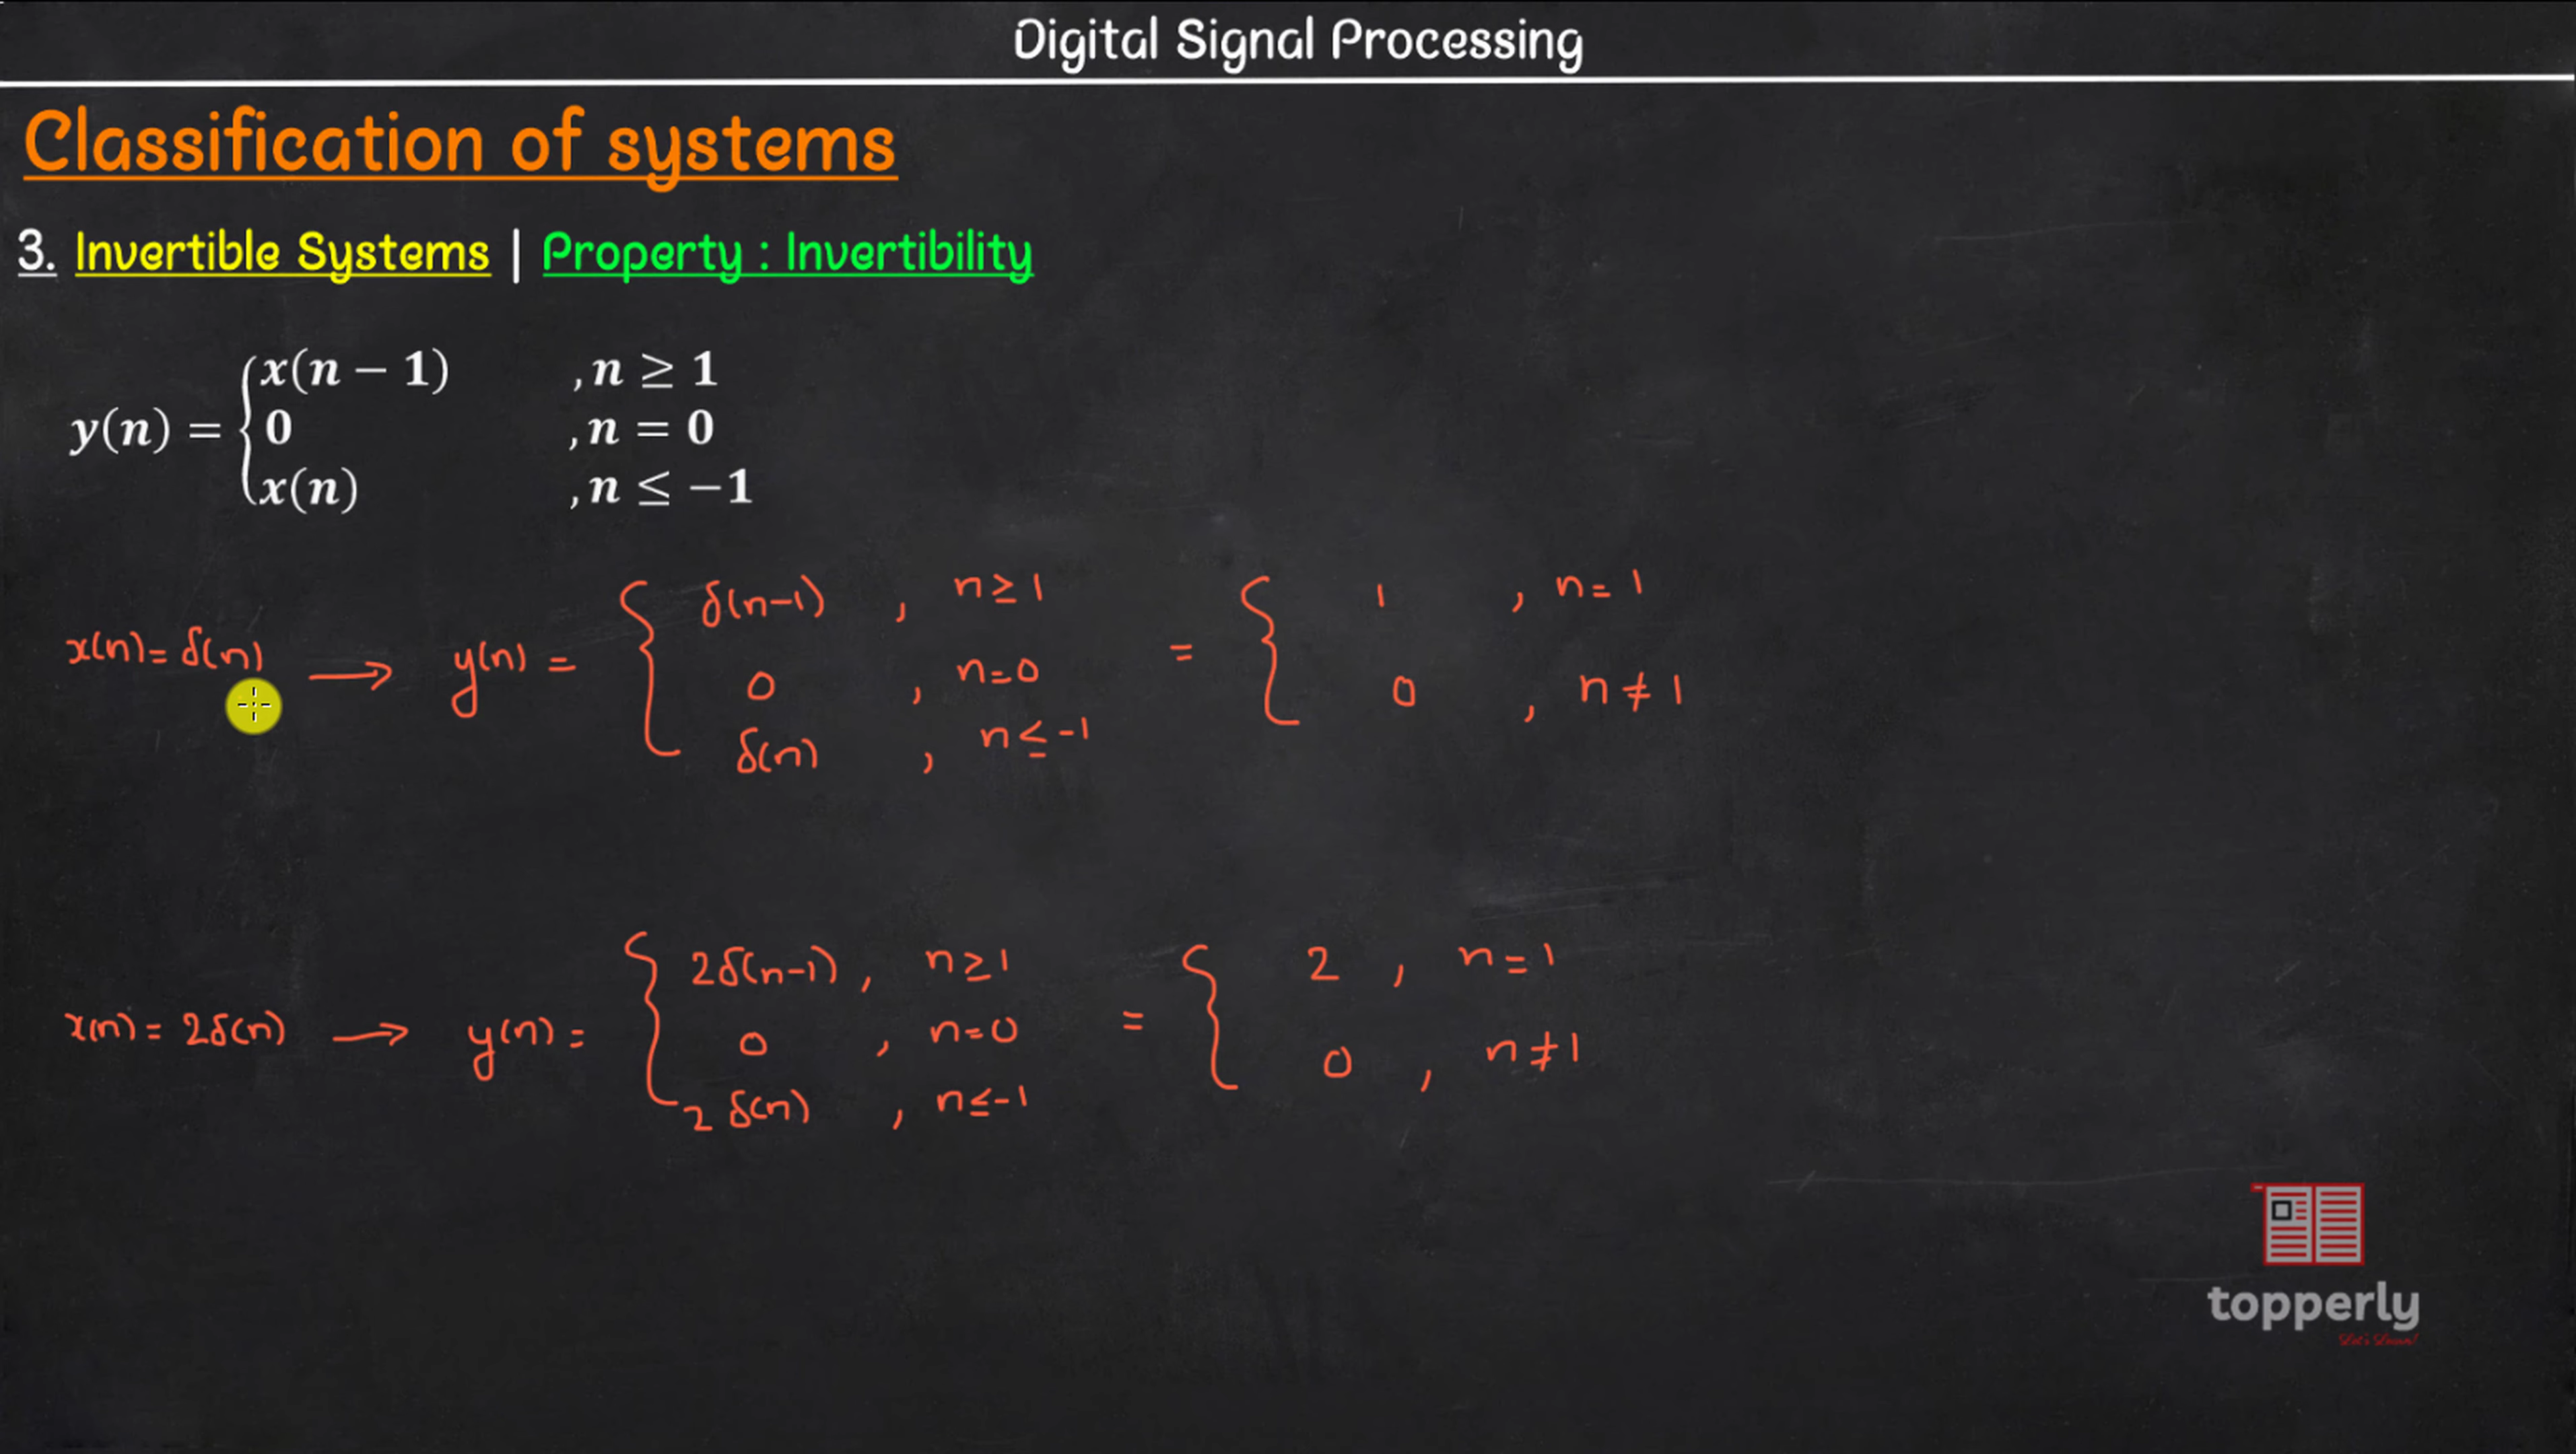 Digital Signal Processing
Classification of systems
3. Invertible Systems | Property : Invertibility
x(n − 1) , n ≥ 1
y(n) = { 0 , n = 0
x(n) , n ≤ −1
δ(n-1) , n≥1
1 , n=1
x(n)= δ(n) → y(n) = { 0 , n=0 = { 0 , n≠1
δ(n) , n≤-1
2δ(n-1) , n≥1
2 , n=1
x(n)= 2δ(n) → y(n) = { 0 , n=0 = { 0 , n≠1
2 δ(n) , n≤-1
topperly
Let's Learn!